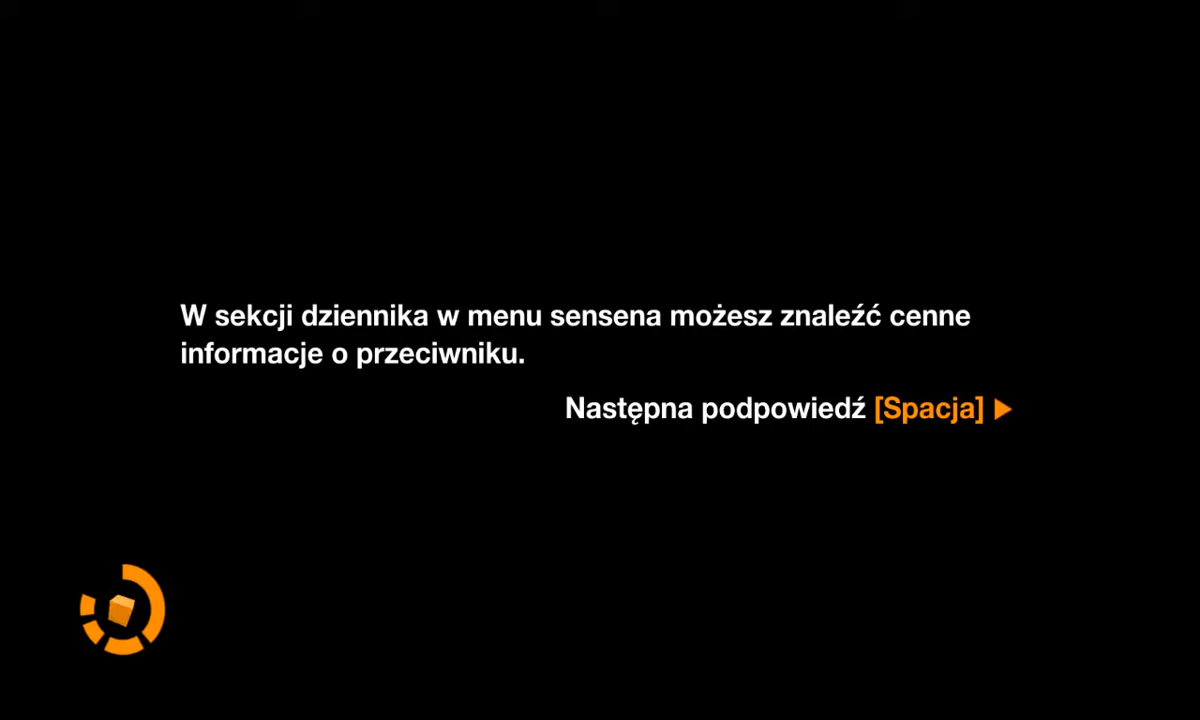 W sekcji dziennika w menu sensena możesz znaleźć cenne
informacje o przeciwniku.
Następna podpowiedź [Spacja]